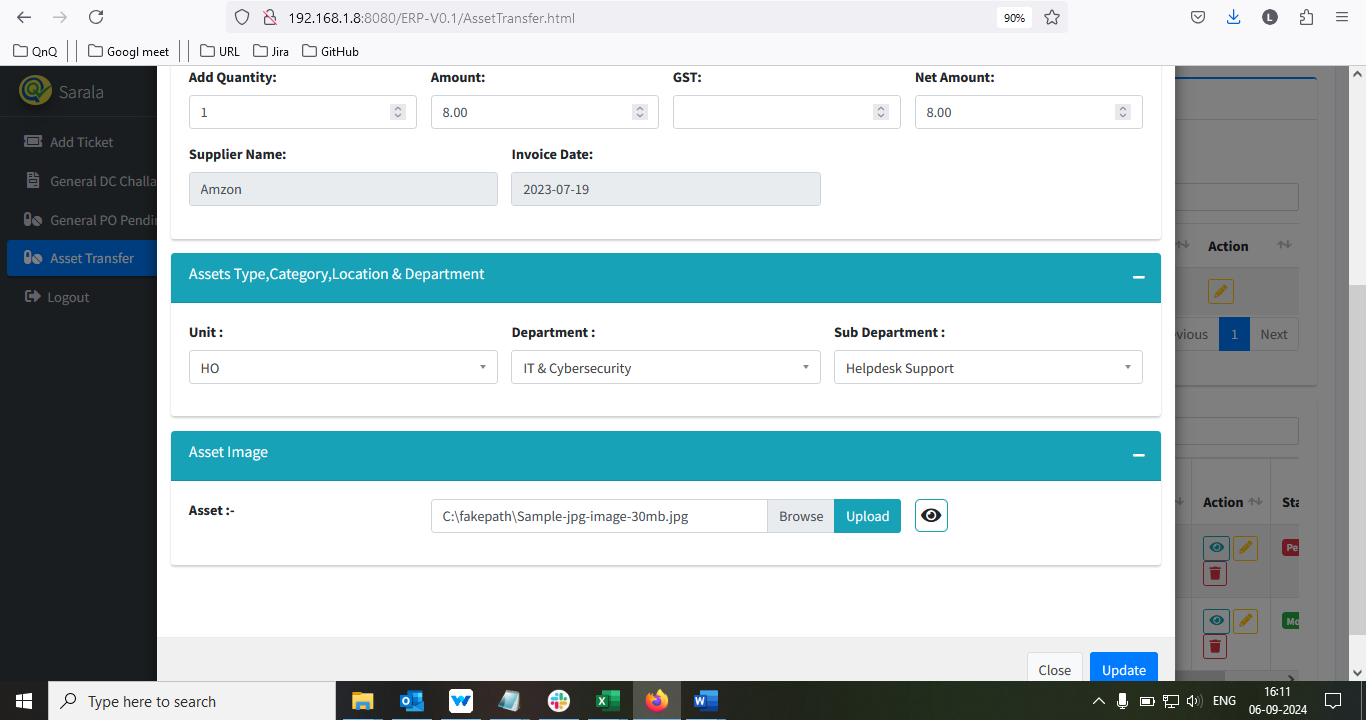 192.168.1.8:8080/ERP-V0.1/AssetTransfer.html
90%
L
QnQ
Googl meet
URL
Jira
GitHub
Sarala
Add Ticket
General DC Challa
General PO Pendin
Asset Transfer
Logout
Add Quantity: Amount: GST: Net Amount:
1 8.00 8.00
Supplier Name: Invoice Date:
Amzon 2023-07-19
Assets Type,Category,Location & Department
Unit : Department : Sub Department :
HO IT & Cybersecurity Helpdesk Support
Asset Image
Asset :- C:\fakepath\Sample-jpg-image-30mb.jpg Browse Upload
Close Update
Action
vious 1 Next
Action Sta
Pe
Mo
Type here to search
ENG
16:11
06-09-2024